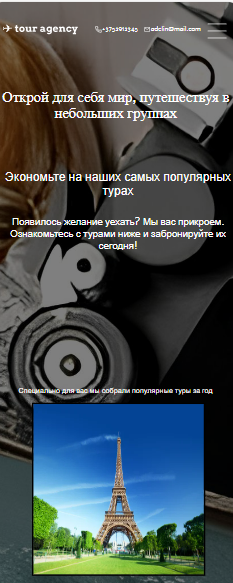 tour agency +3752912345 adclin@mail.com
Открой для себя мир, путешествуя в
небольших группах
Экономьте на наших самых популярных
турах
Появилось желание уехать? Мы вас прикроем.
Ознакомьтесь с турами ниже и забронируйте их
сегодня!
Специально для вас мы собрали популярные туры за год